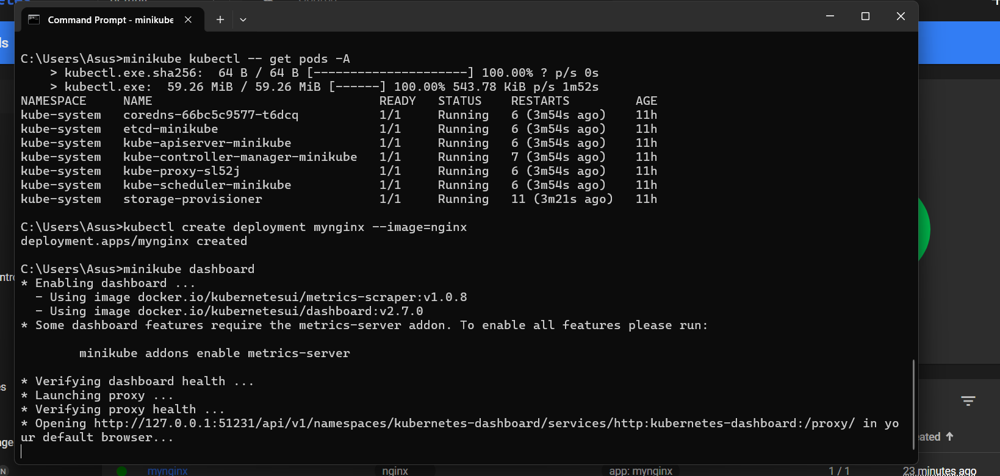 Command Prompt - minikube
ls
C:\Users\Asus>minikube kubectl -- get pods -A
    > kubectl.exe.sha256:  64 B / 64 B [---------------------] 100.00% ? p/s 0s
    > kubectl.exe:  59.26 MiB / 59.26 MiB [------] 100.00% 543.78 KiB p/s 1m52s
NAMESPACE     NAME                               READY   STATUS    RESTARTS         AGE
kube-system   coredns-66bc5c9577-t6dcq           1/1     Running   6 (3m54s ago)    11h
kube-system   etcd-minikube                      1/1     Running   6 (3m54s ago)    11h
kube-system   kube-apiserver-minikube            1/1     Running   6 (3m54s ago)    11h
kube-system   kube-controller-manager-minikube   1/1     Running   7 (3m54s ago)    11h
kube-system   kube-proxy-sl52j                   1/1     Running   6 (3m54s ago)    11h
kube-system   kube-scheduler-minikube            1/1     Running   6 (3m54s ago)    11h
kube-system   storage-provisioner                1/1     Running   11 (3m21s ago)   11h
C:\Users\Asus>kubectl create deployment mynginx --image=nginx
deployment.apps/mynginx created
C:\Users\Asus>minikube dashboard
* Enabling dashboard ...
  - Using image docker.io/kubernetesui/metrics-scraper:v1.0.8
  - Using image docker.io/kubernetesui/dashboard:v2.7.0
* Some dashboard features require the metrics-server addon. To enable all features please run:
        minikube addons enable metrics-server
* Verifying dashboard health ...
* Launching proxy ...
* Verifying proxy health ...
* Opening http://127.0.0.1:51231/api/v1/namespaces/kubernetes-dashboard/services/http:kubernetes-dashboard:/proxy/ in yo
ur default browser...
ntro
es
eated ↑
age
N
mynginx nginx app: mynginx 1 / 1 23 minutes ago